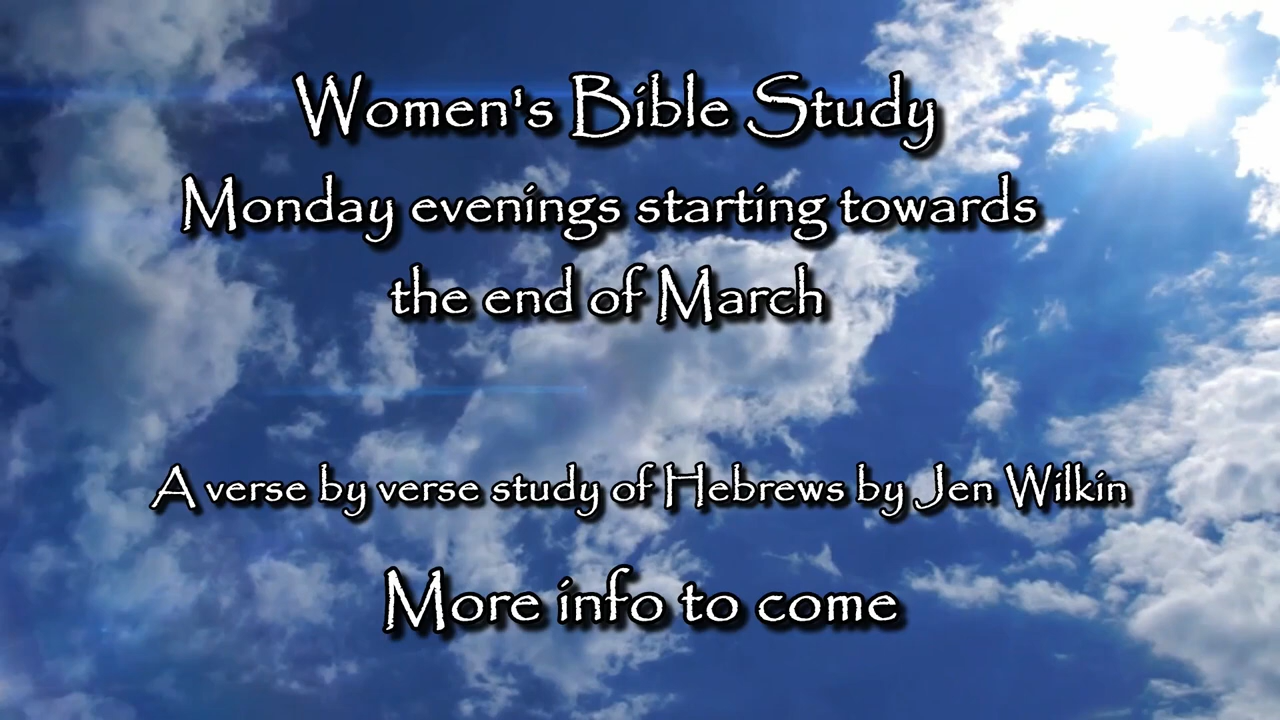 Women's Bible Study
Monday evenings starting towards
the end of March
A verse by verse study of Hebrews by Jen Wilkin
More info to come